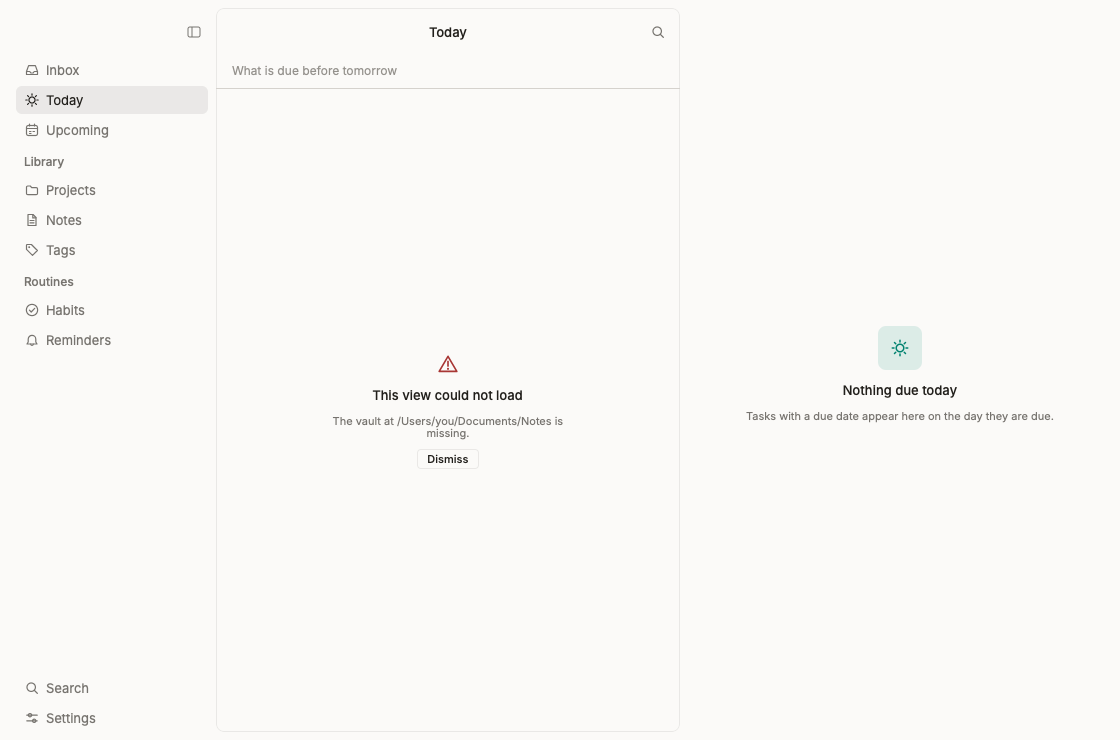 Inbox
Today
Upcoming
Library
Projects
Notes
Tags
Routines
Habits
Reminders
Search
Settings
Today
What is due before tomorrow
This view could not load
The vault at /Users/you/Documents/Notes is
missing.
Dismiss
Nothing due today
Tasks with a due date appear here on the day they are due.